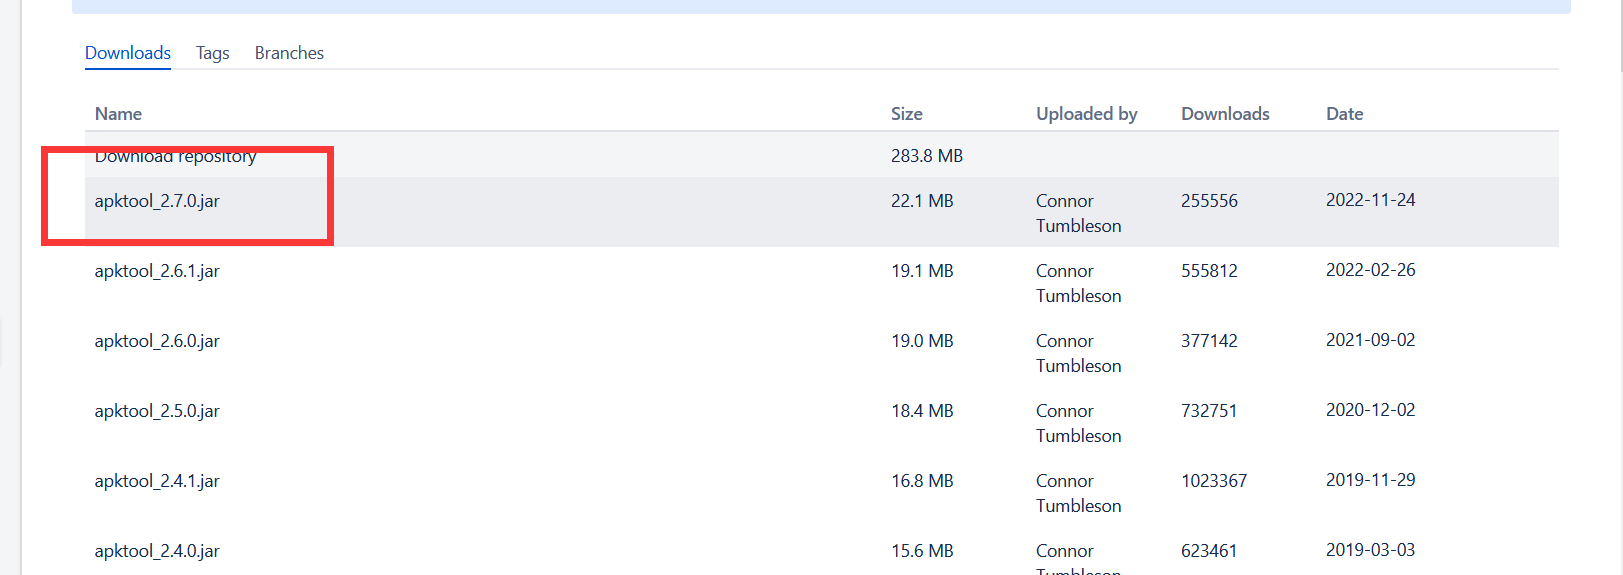 Downloads Tags Branches
Name Size Uploaded by Downloads Date
Download repository 283.8 MB
apktool_2.7.0.jar 22.1 MB Connor 255556 2022-11-24
Tumbleson
apktool_2.6.1.jar 19.1 MB Connor 555812 2022-02-26
Tumbleson
apktool_2.6.0.jar 19.0 MB Connor 377142 2021-09-02
Tumbleson
apktool_2.5.0.jar 18.4 MB Connor 732751 2020-12-02
Tumbleson
apktool_2.4.1.jar 16.8 MB Connor 1023367 2019-11-29
Tumbleson
apktool_2.4.0.jar 15.6 MB Connor 623461 2019-03-03
Tumbleson